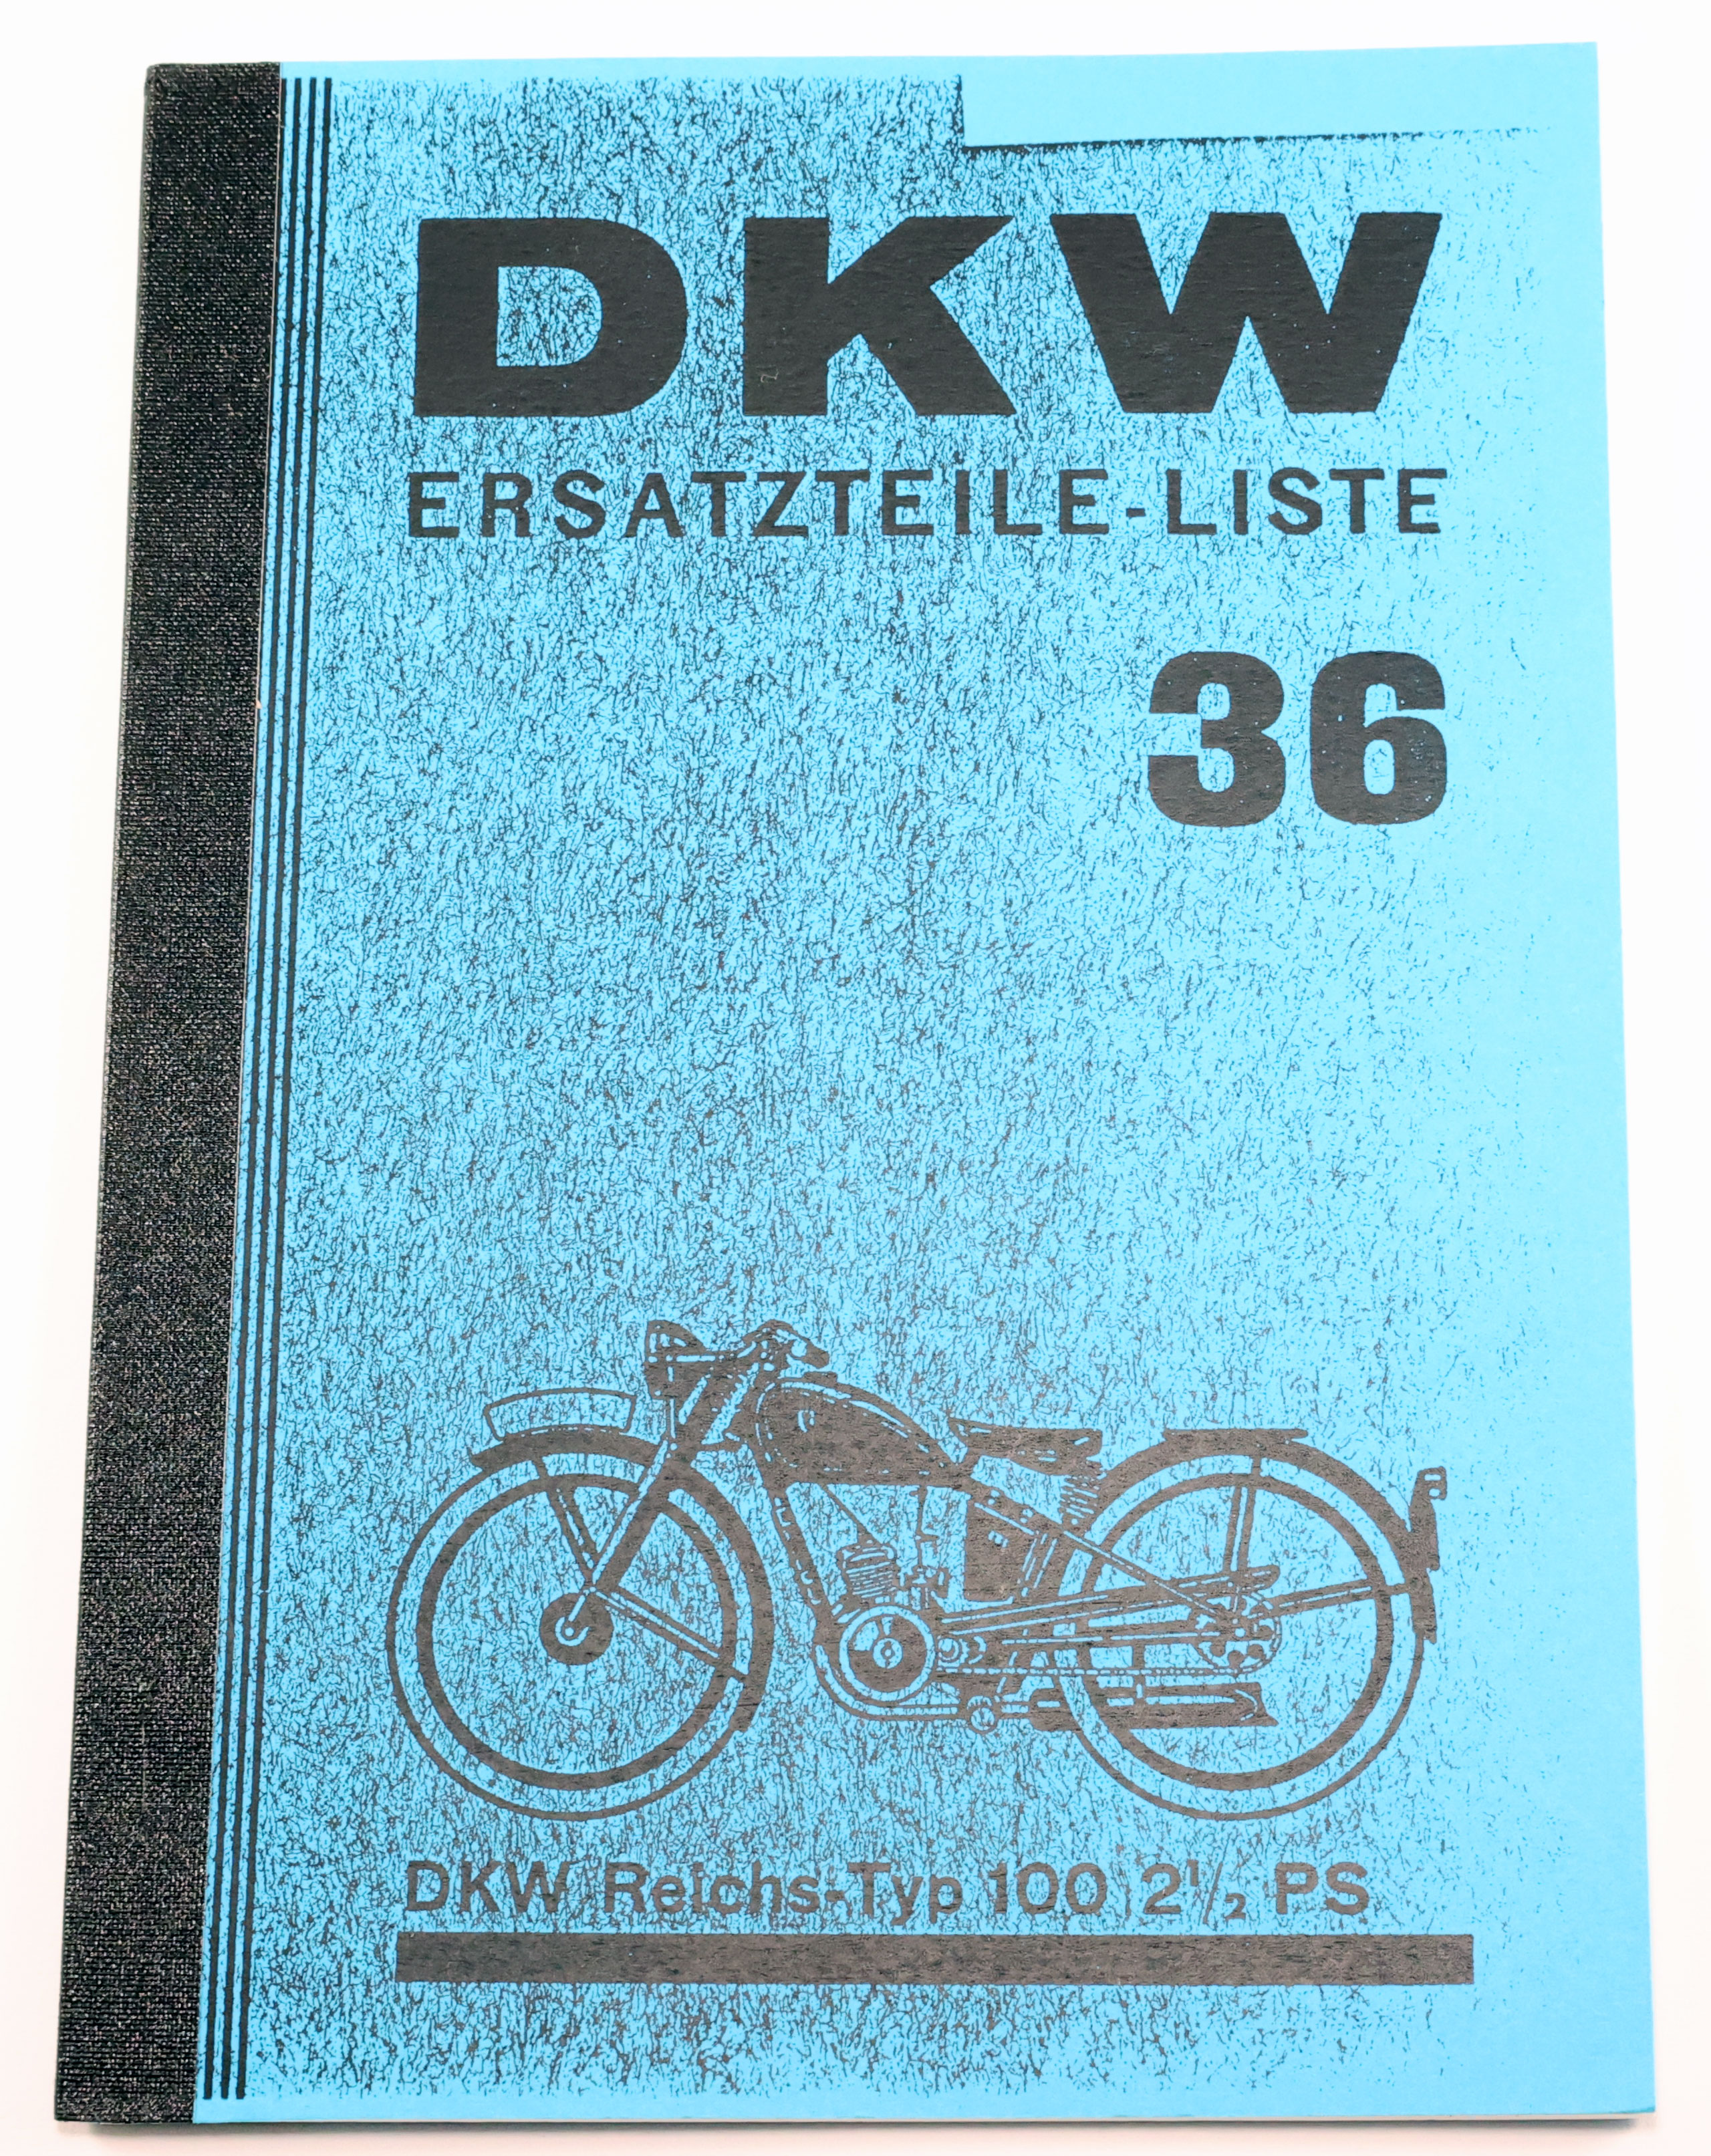 DKW
ERSATZTEILE-LISTE
36
DKW Reichs-Typ 100 2½ PS